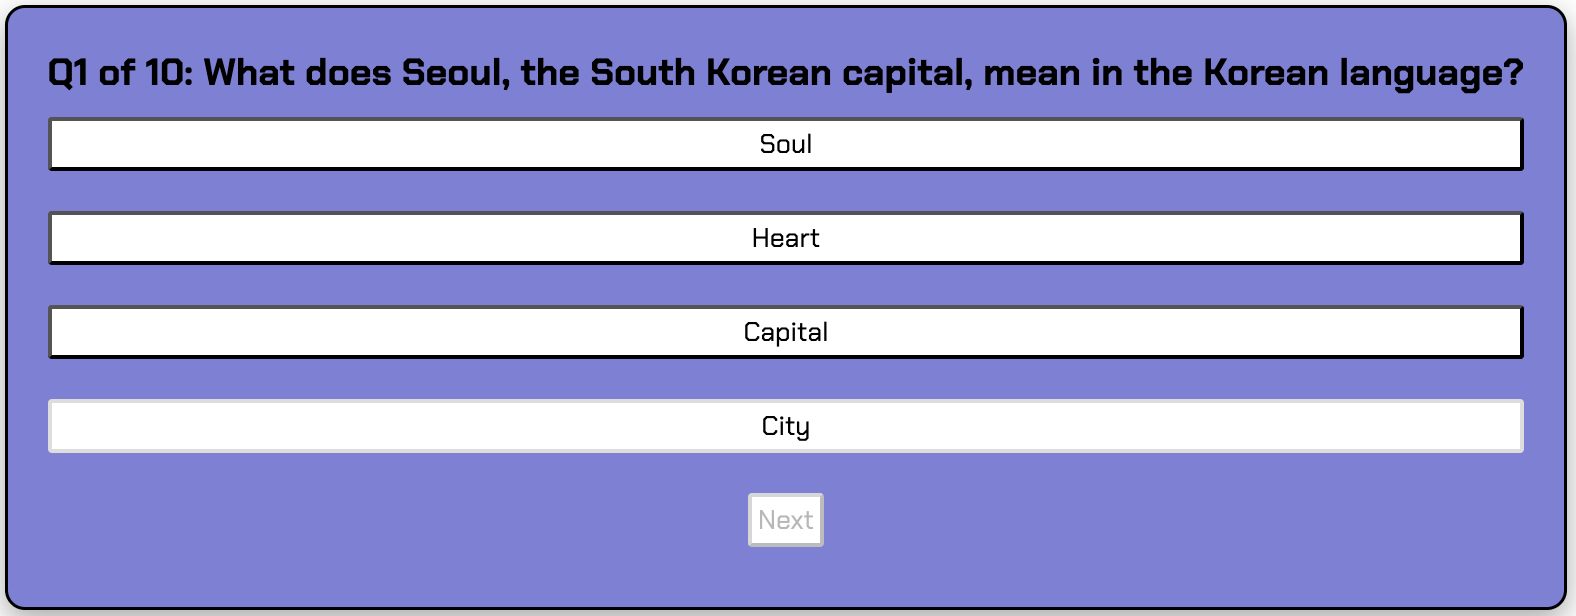 Q1 of 10: What does Seoul, the South Korean capital, mean in the Korean language?
Soul
Heart
Capital
City
Next